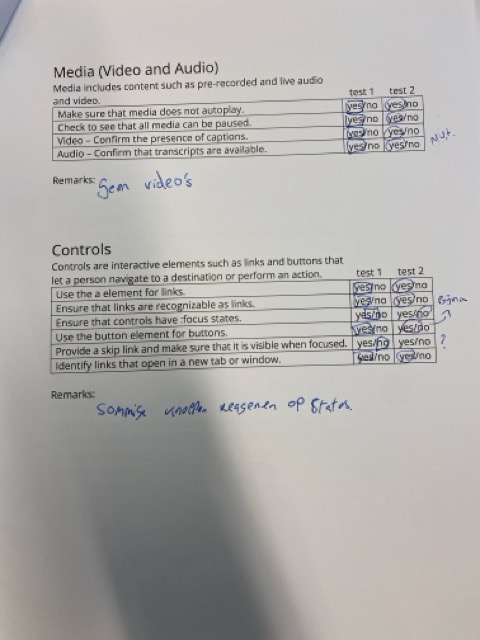 Media (Video and Audio)
Media includes content such as pre-recorded and live audio
and video.
test 1 test 2
Make sure that media does not autoplay. yes/no yes/no
Check to see that all media can be paused. yes/no yes/no
Video – Confirm the presence of captions. yes/no yes/no
Audio – Confirm that transcripts are available. yes/no yes/no
Remarks: Geen video's
Controls
Controls are interactive elements such as links and buttons that
let a person navigate to a destination or perform an action.
test 1 test 2
Use the a element for links. yes/no yes/no
Ensure that links are recognizable as links. yes/no yes/no
Ensure that controls have :focus states. yes/no yes/no
Use the button element for buttons. yes/no yes/no
Provide a skip link and make sure that it is visible when focused. yes/no yes/no ?
Identify links that open in a new tab or window. yes/no yes/no
Remarks:
Sommige knoppen reageren op states.